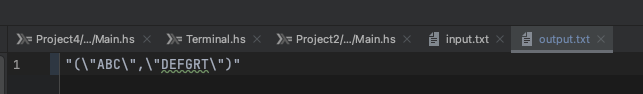 Project4/.../Main.hs Terminal.hs Project2/.../Main.hs input.txt output.txt
1 "(\"ABC\",\"DEFGRT\")"